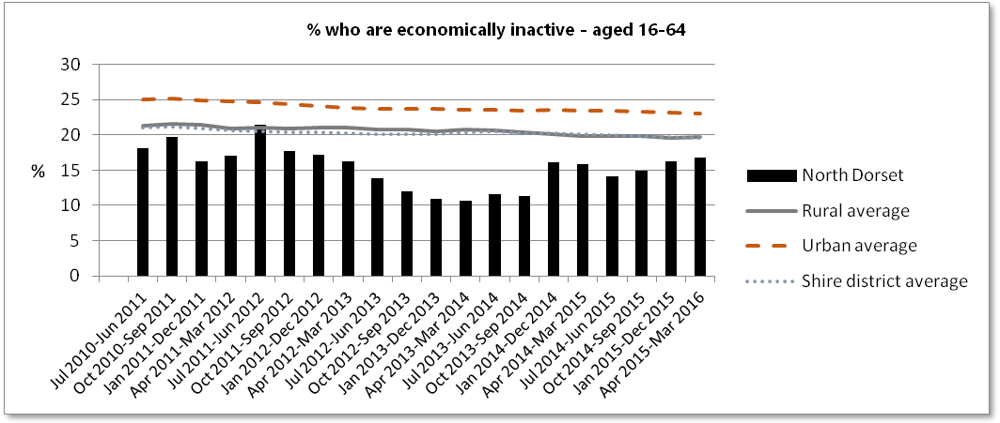 % who are economically inactive - aged 16-64
30
25
20
15
10
5
0
%
Jul 2010-Jun 2011
Oct 2010-Sep 2011
Jan 2011-Dec 2011
Apr 2011-Mar 2012
Jul 2011-Jun 2012
Oct 2011-Sep 2012
Jan 2012-Dec 2012
Apr 2012-Mar 2013
Jul 2012-Jun 2013
Oct 2012-Sep 2013
Jan 2013-Dec 2013
Apr 2013-Mar 2014
Jul 2013-Jun 2014
Oct 2013-Sep 2014
Jan 2014-Dec 2014
Apr 2014-Mar 2015
Jul 2014-Jun 2015
Oct 2014-Sep 2015
Jan 2015-Dec 2015
Apr 2015-Mar 2016
North Dorset
Rural average
Urban average
Shire district average